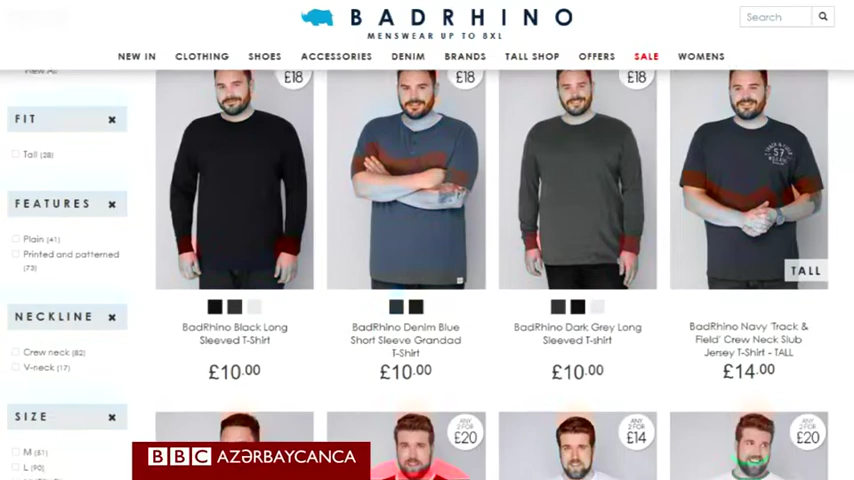 BADRHINO
MENSWEAR UP TO 8XL
Search
NEW IN CLOTHING SHOES ACCESSORIES DENIM BRANDS TALL SHOP OFFERS SALE WOMENS
View All
£18
£18
£18
FIT
Tall (28)
FEATURES
Plain (41)
Printed and patterned
(73)
NECKLINE
Crew neck (82)
V-neck (17)
SIZE
M (51)
L (90)
TRACK & FIELD
57
TALL
BadRhino Black Long
Sleeved T-Shirt
£10.00
BadRhino Denim Blue
Short Sleeve Grandad
T-Shirt
£10.00
BadRhino Dark Grey Long
Sleeved T-shirt
£10.00
BadRhino Navy 'Track &
Field' Crew Neck Slub
Jersey T-Shirt - TALL
£14.00
ANY
2 FOR
£20
ANY
2 FOR
£14
ANY
2 FOR
£20
BBC AZƏRBAYCANCA